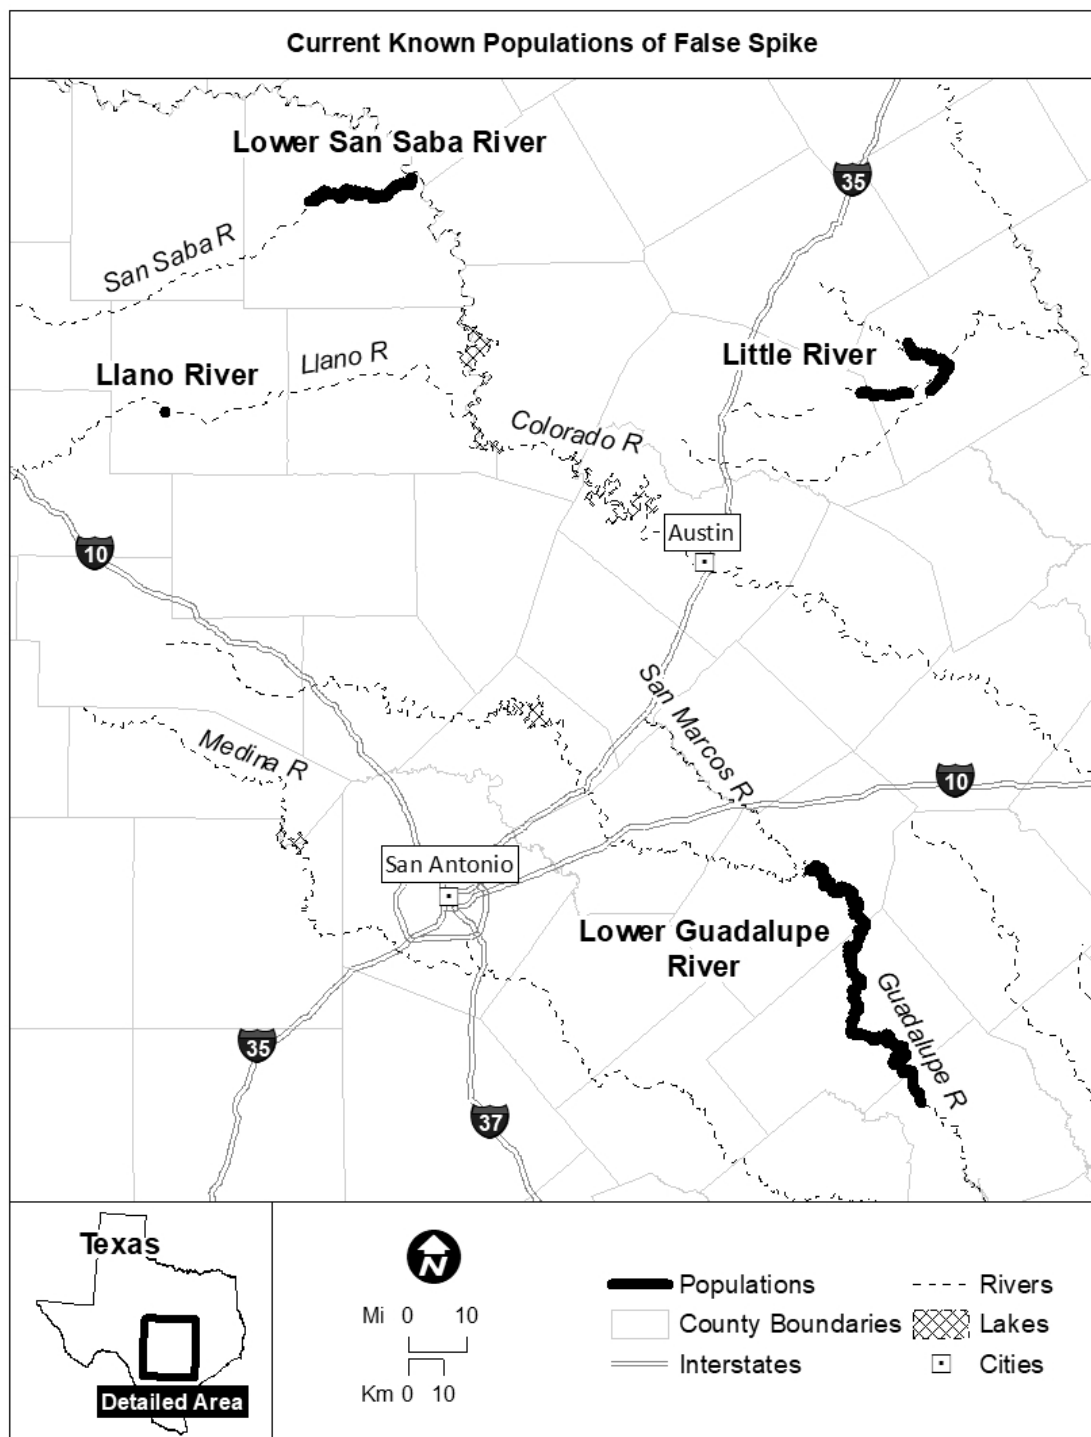 Current Known Populations of False Spike
Lower San Saba River
35
San Saba R
Llano R
Little River
Llano River
Colorado R
Austin
10
San Marcos R
Medina R
10
San Antonio
Lower Guadalupe
River
Guadalupe R
35
37
Texas
Detailed Area
N
Mi 0 10
Km 0 10
Populations
County Boundaries
Interstates
Rivers
Lakes
Cities